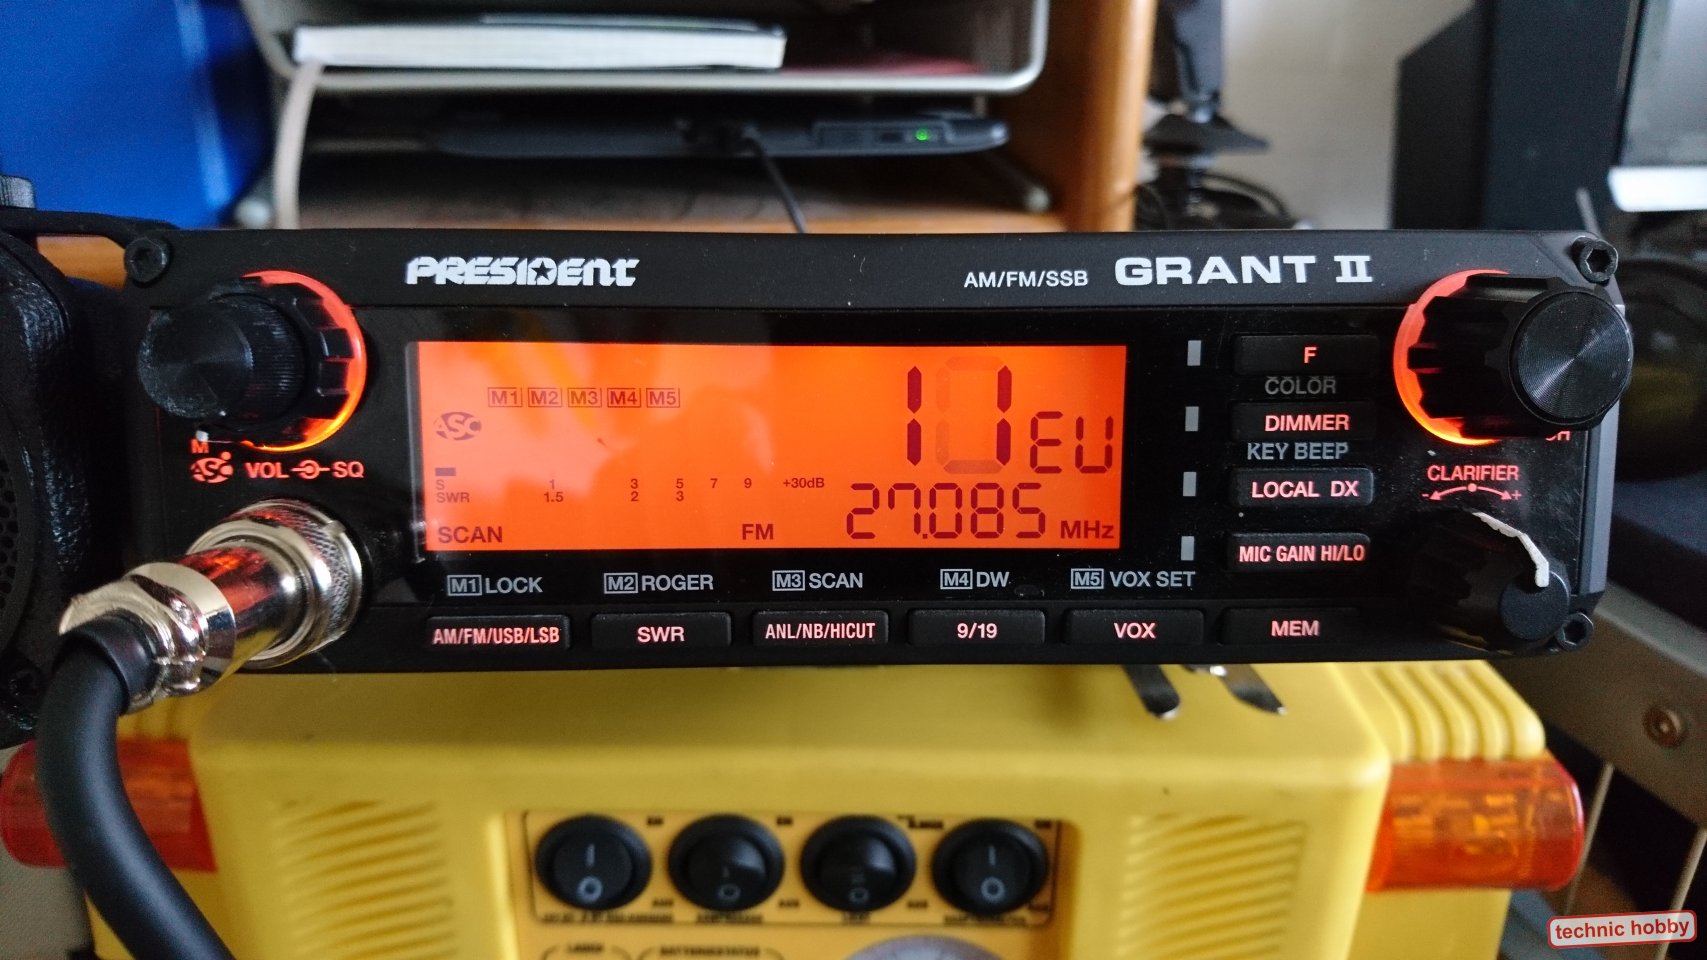 PRESIDENT
AM/FM/SSB GRANT II
M1 M2 M3 M4 M5
ASC
11 EU
S 1 3 5 7 9 +30dB
SWR 1.5 2 3
SCAN FM 27.085 MHz
M
ASC VOL SQ
F
COLOR
DIMMER
KEY BEEP
LOCAL DX
MIC GAIN HI/LO
CLARIFIER
- +
M1 LOCK M2 ROGER M3 SCAN M4 DW M5 VOX SET
AM/FM/USB/LSB SWR ANL/NB/HICUT 9/19 VOX MEM
technic hobby